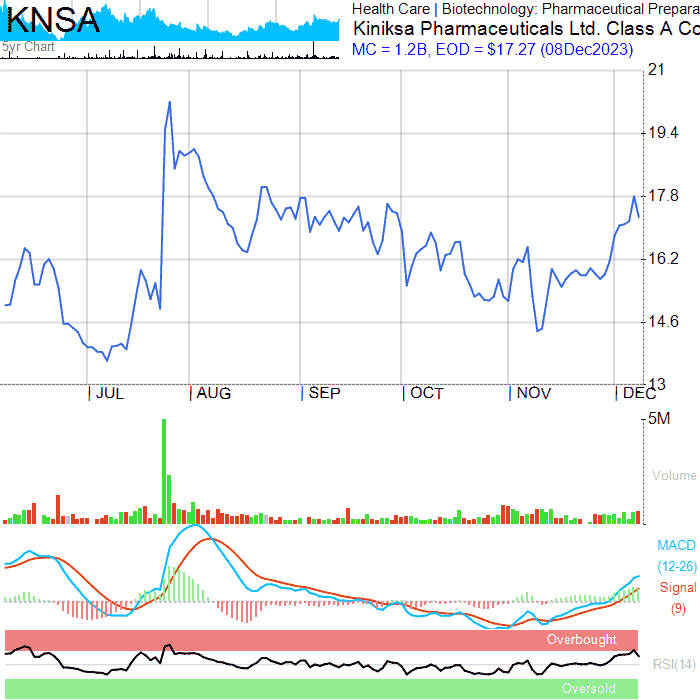 KNSA
5yr Chart
Health Care | Biotechnology: Pharmaceutical Prepara
Kiniksa Pharmaceuticals Ltd. Class A Co
MC = 1.2B, EOD = $17.27 (08Dec2023)
21
19.4
17.8
16.2
14.6
13
JUL AUG SEP OCT NOV DEC
5M
Volume
MACD
(12-26)
Signal
(9)
Overbought
RSI(14)
Oversold